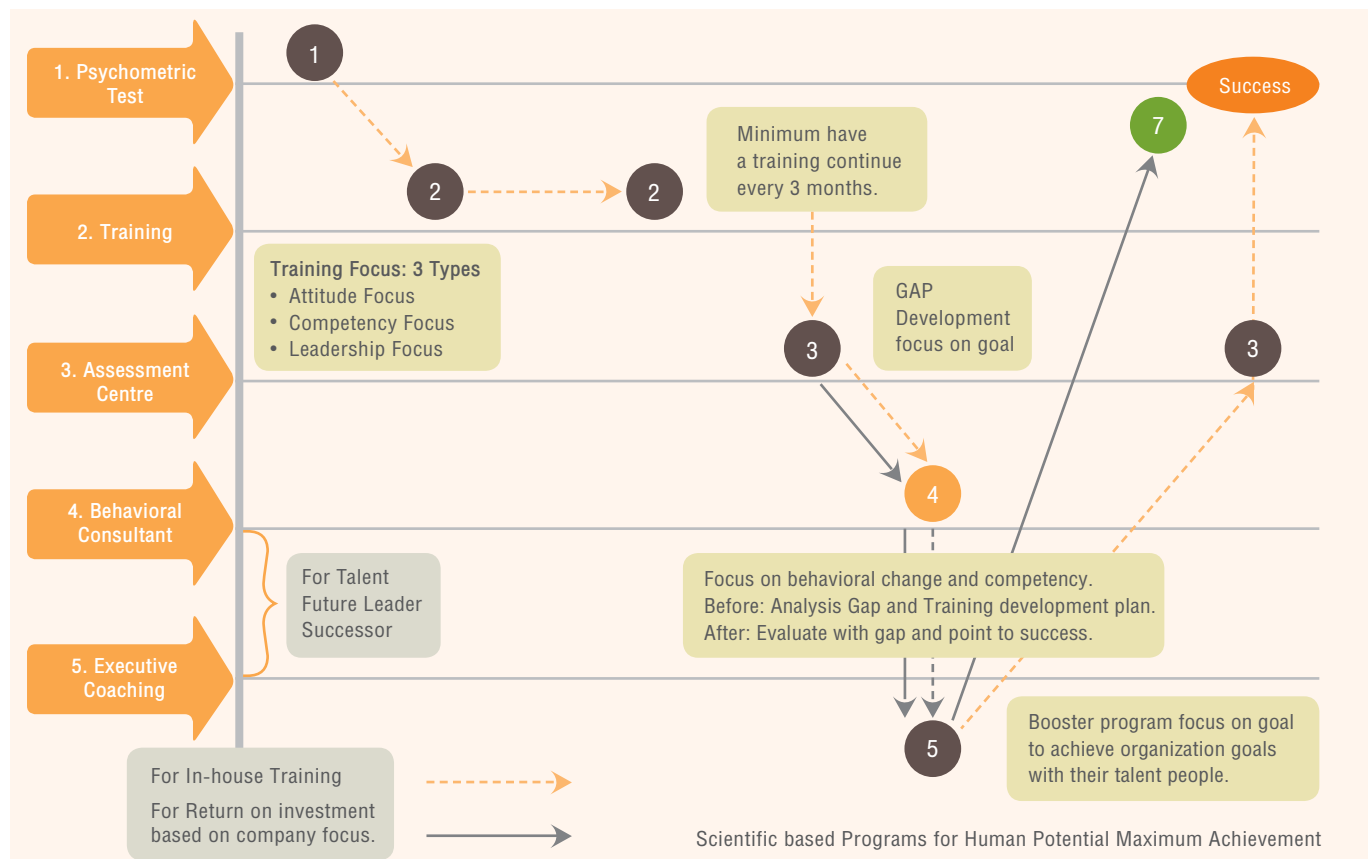 1. Psychometric
Test
1
Success
7
Minimum have
a training continue
every 3 months.
2
2
2. Training
Training Focus: 3 Types
• Attitude Focus
• Competency Focus
• Leadership Focus
GAP
Development
focus on goal
3
3
3. Assessment
Centre
4
4. Behavioral
Consultant
For Talent
Future Leader
Successor
Focus on behavioral change and competency.
Before: Analysis Gap and Training development plan.
After: Evaluate with gap and point to success.
5. Executive
Coaching
5
Booster program focus on goal
to achieve organization goals
with their talent people.
For In-house Training
For Return on investment
based on company focus.
Scientific based Programs for Human Potential Maximum Achievement